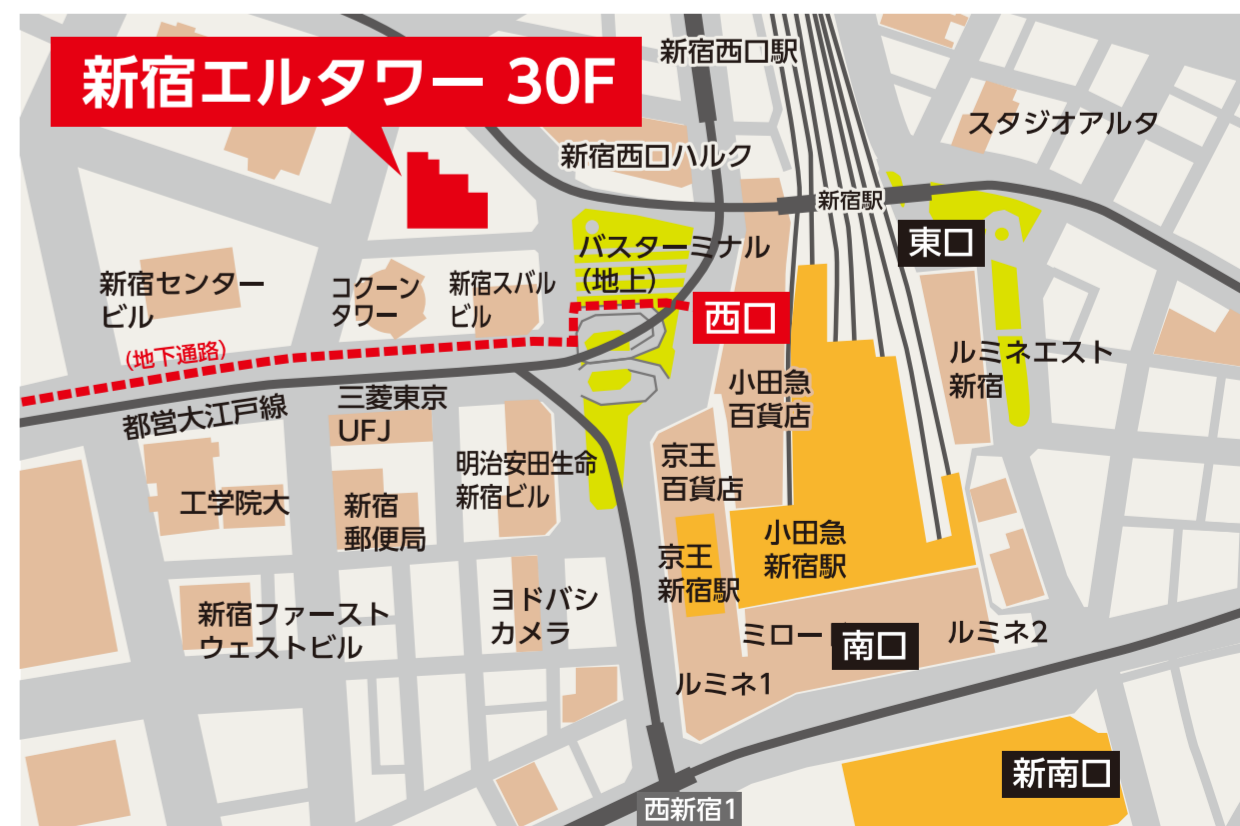 新宿西口駅
新宿エルタワー 30F
スタジオアルタ
新宿西口ハルク
新宿駅
東口
バスターミナル
(地上)
新宿センター
ビル
コクーン
タワー
新宿スバル
ビル
西口
(地下通路)
ルミネエスト
新宿
小田急
百貨店
都営大江戸線
三菱東京
UFJ
明治安田生命
新宿ビル
京王
百貨店
工学院大
新宿
郵便局
小田急
新宿駅
京王
新宿駅
新宿ファースト
ウェストビル
ヨドバシ
カメラ
ミロー
南口
ルミネ2
ルミネ1
新南口
西新宿1